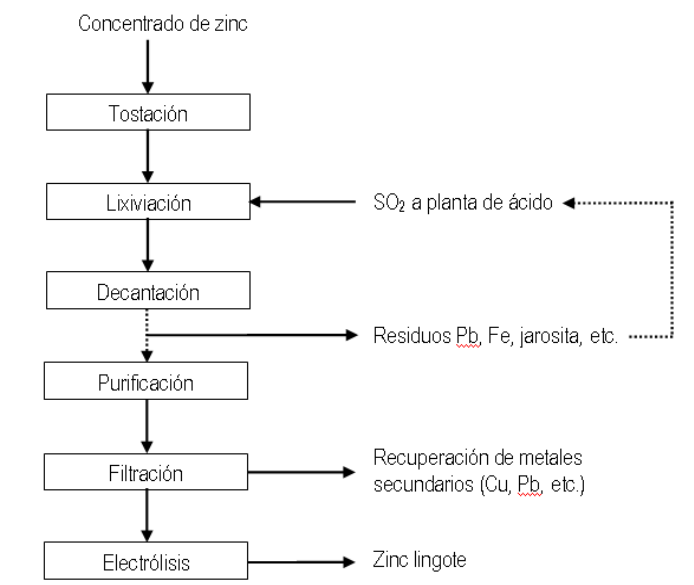 Concentrado de zinc
Tostación
Lixiviación
SO₂ a planta de ácido
Decantación
Residuos Pb, Fe, jarosita, etc.
Purificación
Filtración
Recuperación de metales
secundarios (Cu, Pb, etc.)
Electrólisis
Zinc lingote